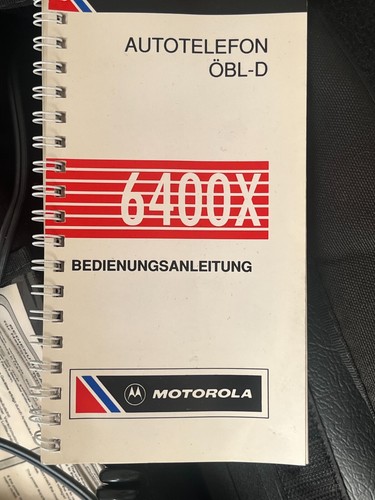 AUTOTELEFON
ÖBL-D
6400X
BEDIENUNGSANLEITUNG
MOTOROLA